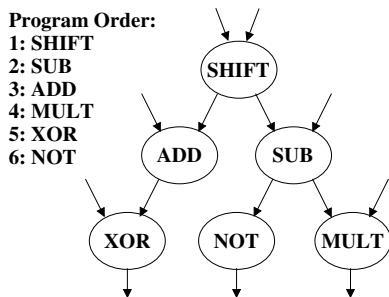 Program Order:
1: SHIFT
2: SUB
3: ADD
4: MULT
5: XOR
6: NOT
SHIFT
ADD
SUB
XOR
NOT
MULT